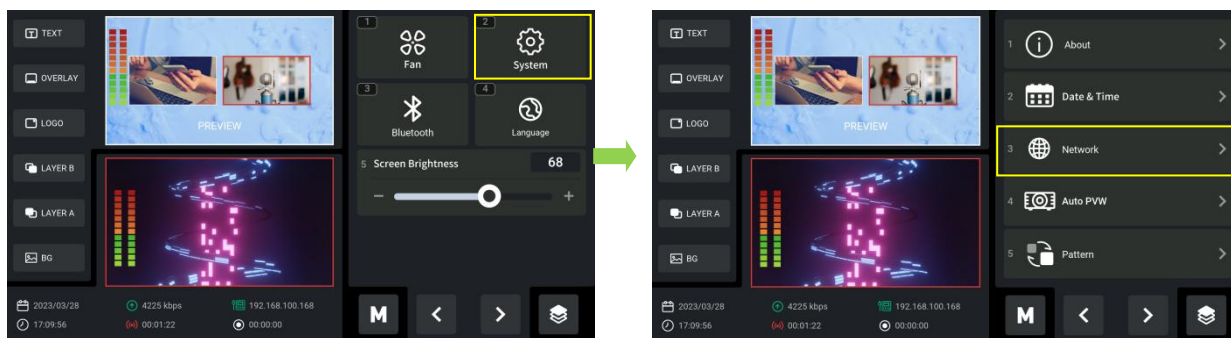 TEXT
OVERLAY
LOGO
LAYER B
LAYER A
BG
PREVIEW
1
Fan
2
System
3
Bluetooth
4
Language
5 Screen Brightness 68
− +
2023/03/28 4225 kbps 192.168.100.168
17:09:56 00:01:22 00:00:00
M < >
TEXT
OVERLAY
LOGO
LAYER B
LAYER A
BG
PREVIEW
1 About
2 Date & Time
3 Network
4 Auto PVW
5 Pattern
2023/03/28 4225 kbps 192.168.100.168
17:09:56 00:01:22 00:00:00
M < >